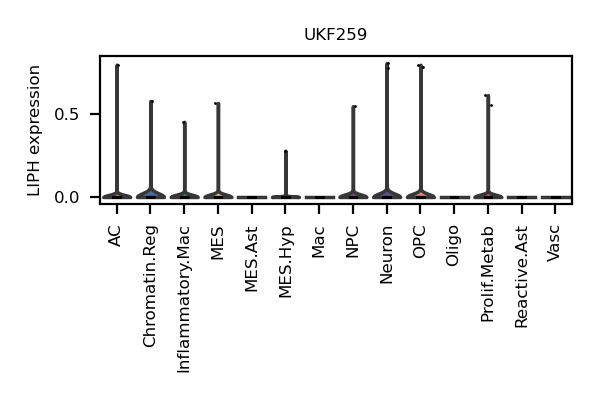 UKF259
LIPH expression
0.5
0.0
AC
Chromatin.Reg
Inflammatory.Mac
MES
MES.Ast
MES.Hyp
Mac
NPC
Neuron
OPC
Oligo
Prolif.Metab
Reactive.Ast
Vasc